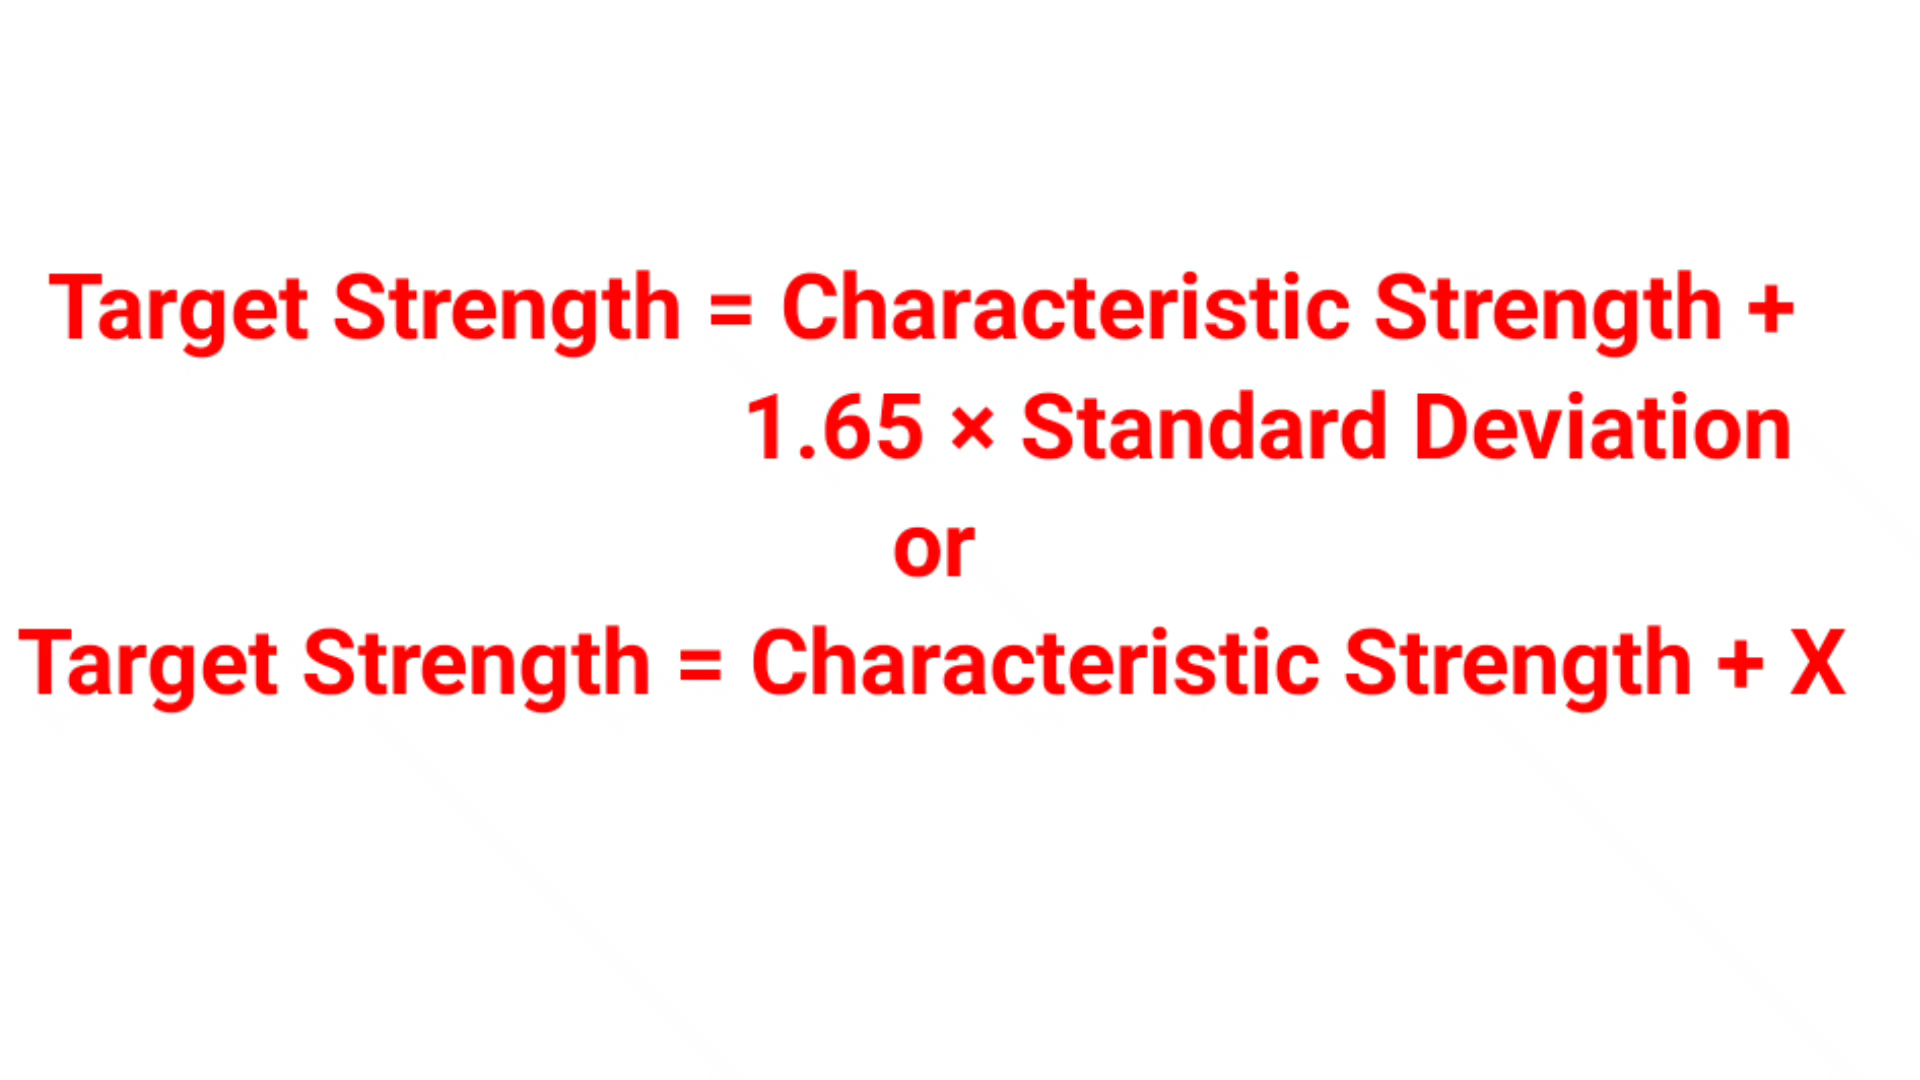 Target Strength = Characteristic Strength +
1.65 × Standard Deviation
or
Target Strength = Characteristic Strength + X